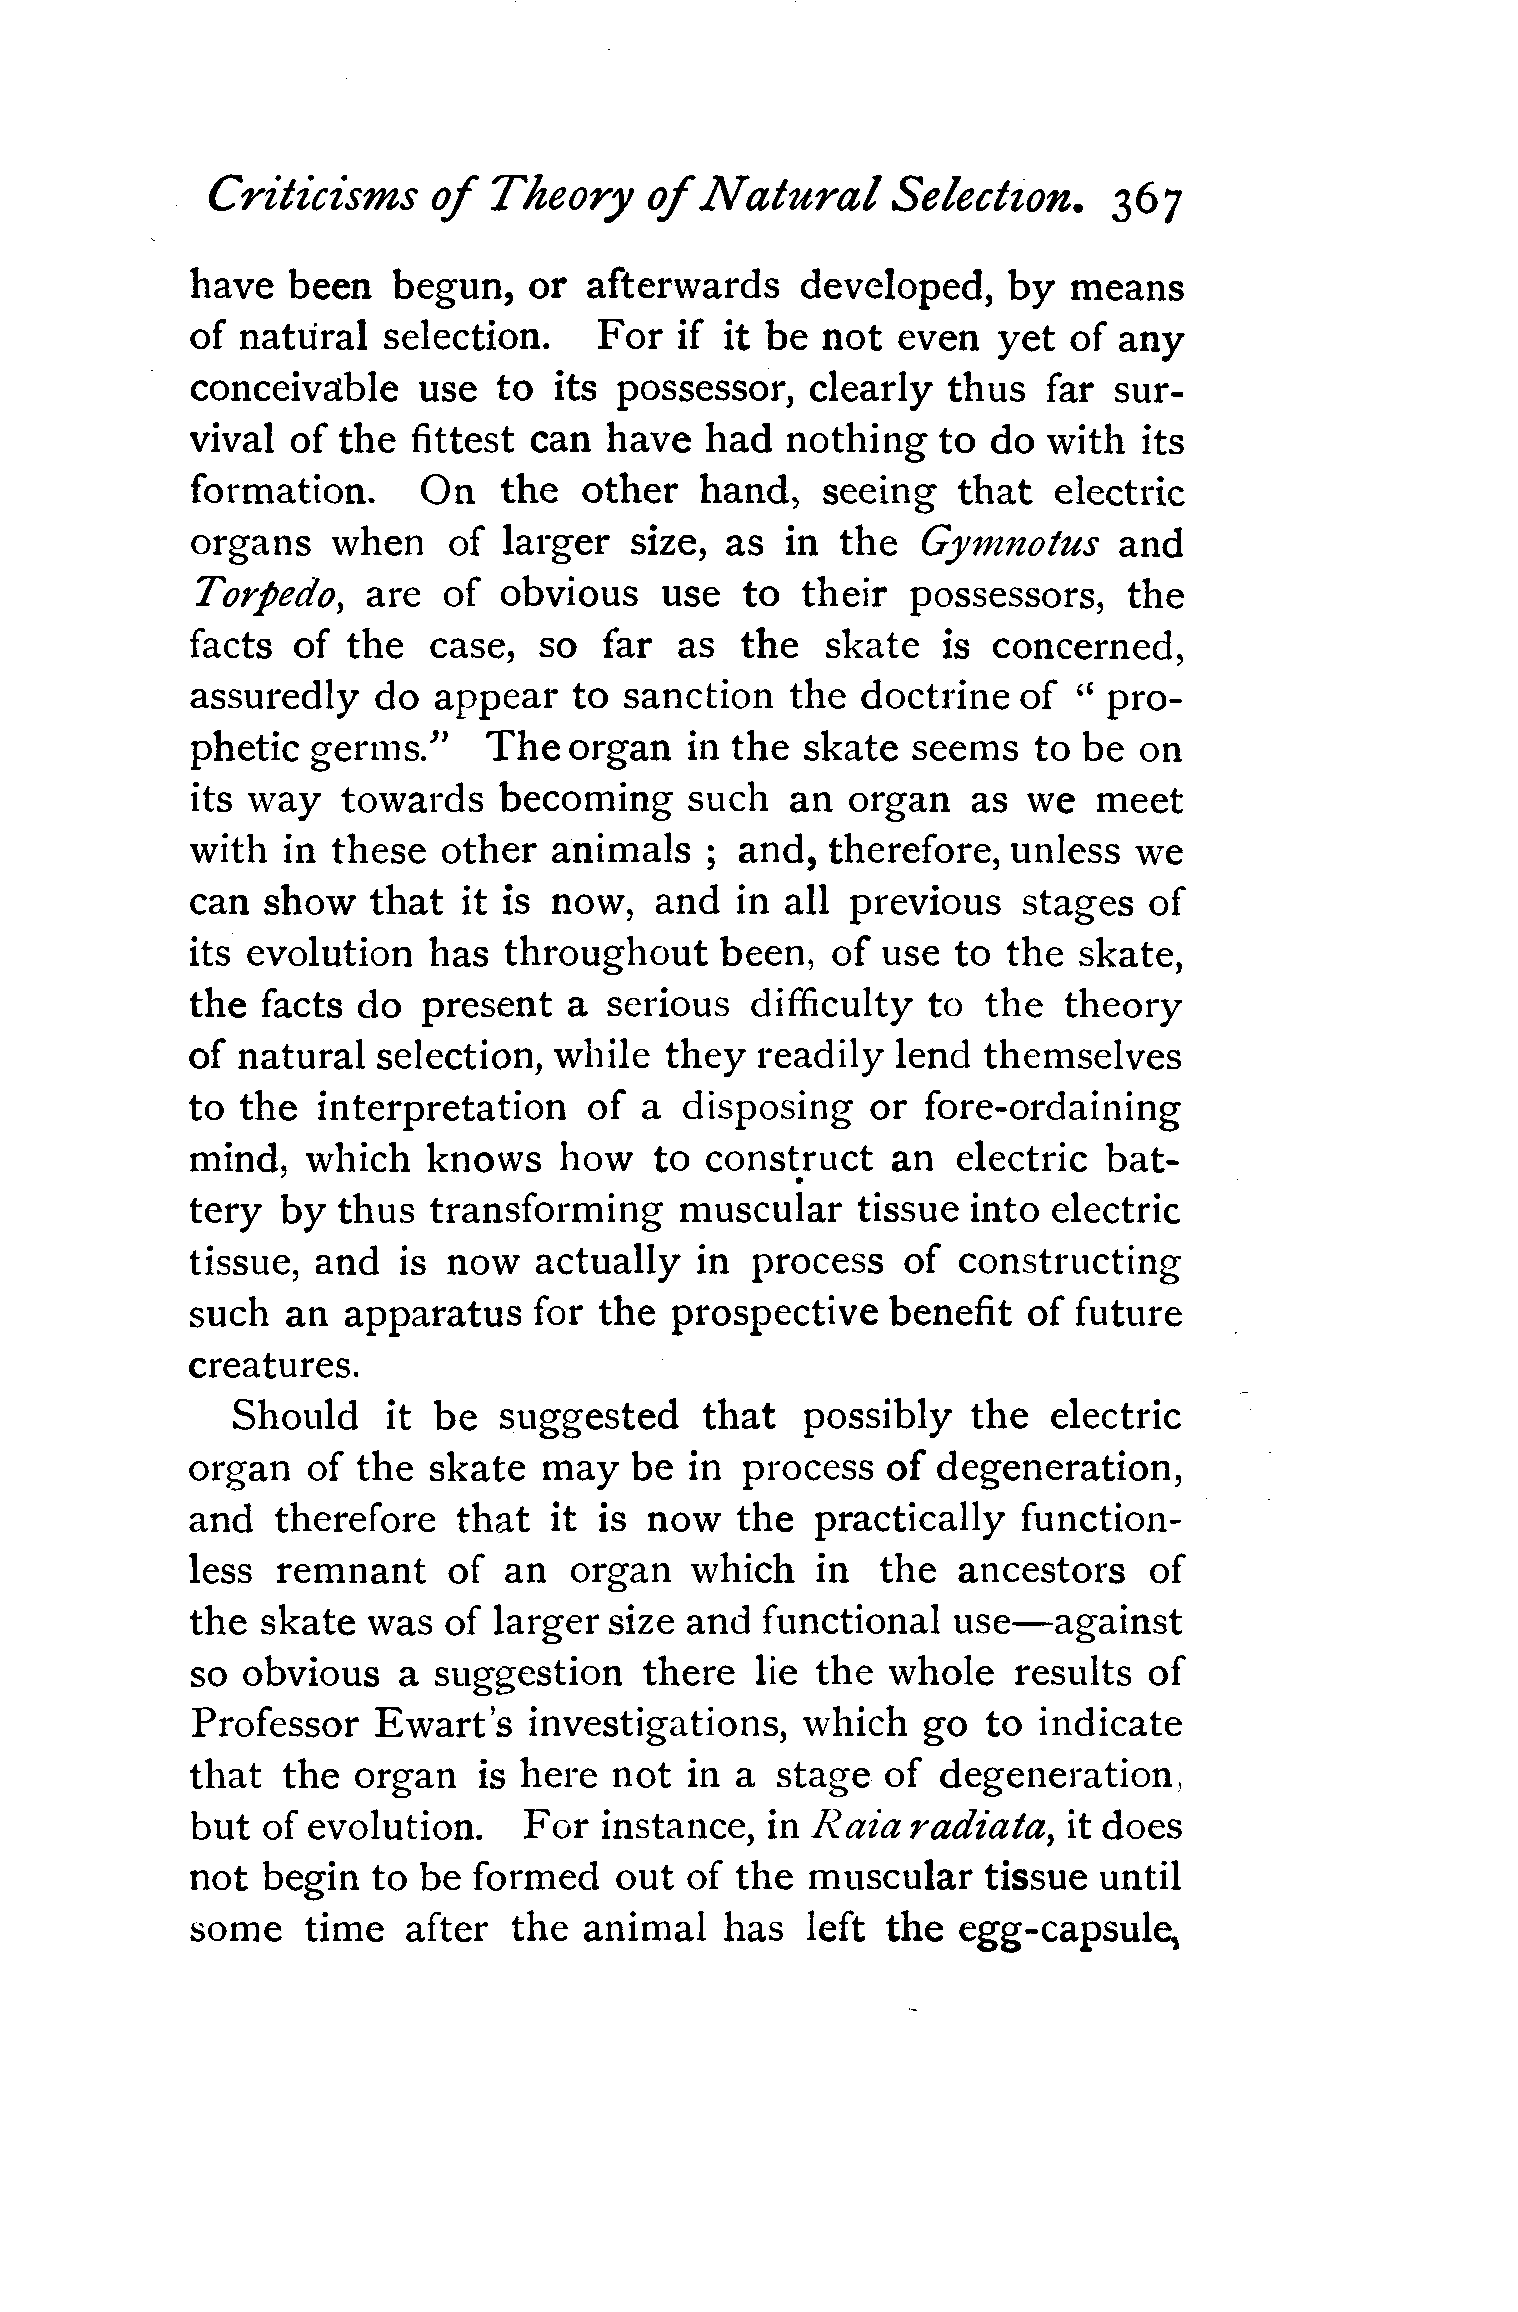 Criticisms of Theory of Natural Selection. 367
have been begun, or afterwards developed, by means
of natural selection. For if it be not even yet of any
conceivable use to its possessor, clearly thus far sur-
vival of the fittest can have had nothing to do with its
formation. On the other hand, seeing that electric
organs when of larger size, as in the Gymnotus and
Torpedo, are of obvious use to their possessors, the
facts of the case, so far as the skate is concerned,
assuredly do appear to sanction the doctrine of “ pro-
phetic germs.” The organ in the skate seems to be on
its way towards becoming such an organ as we meet
with in these other animals ; and, therefore, unless we
can show that it is now, and in all previous stages of
its evolution has throughout been, of use to the skate,
the facts do present a serious difficulty to the theory
of natural selection, while they readily lend themselves
to the interpretation of a disposing or fore-ordaining
mind, which knows how to construct an electric bat-
tery by thus transforming muscular tissue into electric
tissue, and is now actually in process of constructing
such an apparatus for the prospective benefit of future
creatures.
Should it be suggested that possibly the electric
organ of the skate may be in process of degeneration,
and therefore that it is now the practically function-
less remnant of an organ which in the ancestors of
the skate was of larger size and functional use—against
so obvious a suggestion there lie the whole results of
Professor Ewart's investigations, which go to indicate
that the organ is here not in a stage of degeneration,
but of evolution. For instance, in Raia radiata, it does
not begin to be formed out of the muscular tissue until
some time after the animal has left the egg-capsule,